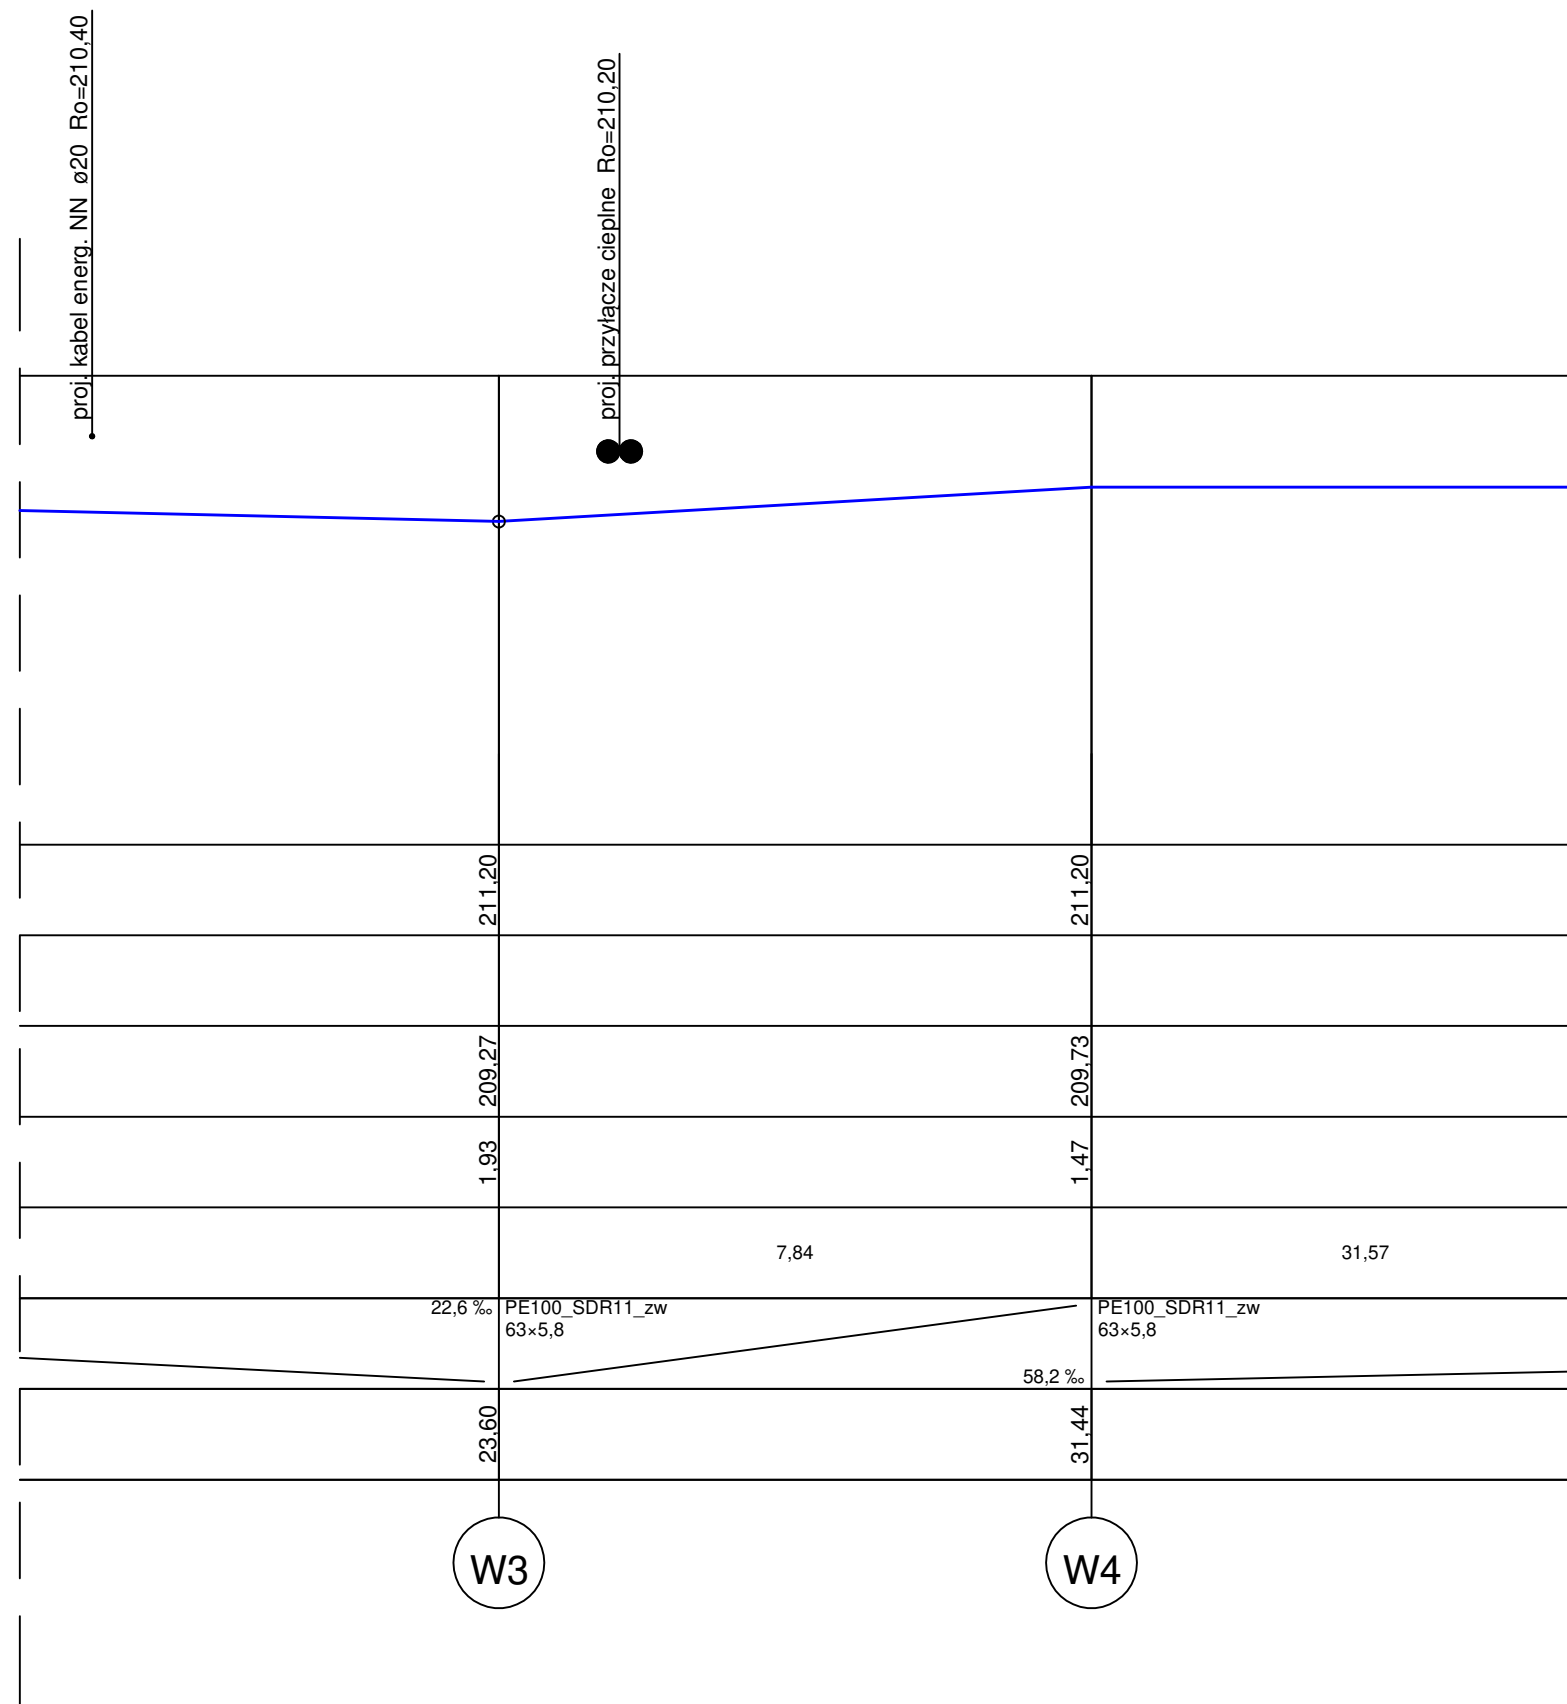 proj. kabel energ. NN ø20 Ro=210,40
proj. przyłącze cieplne Ro=210,20
211,20
211,20
209,27
209,73
1,93
1,47
7,84
31,57
22,6 ‰
PE100_SDR11_zw
63×5,8
PE100_SDR11_zw
63×5,8
58,2 ‰
23,60
31,44
W3
W4